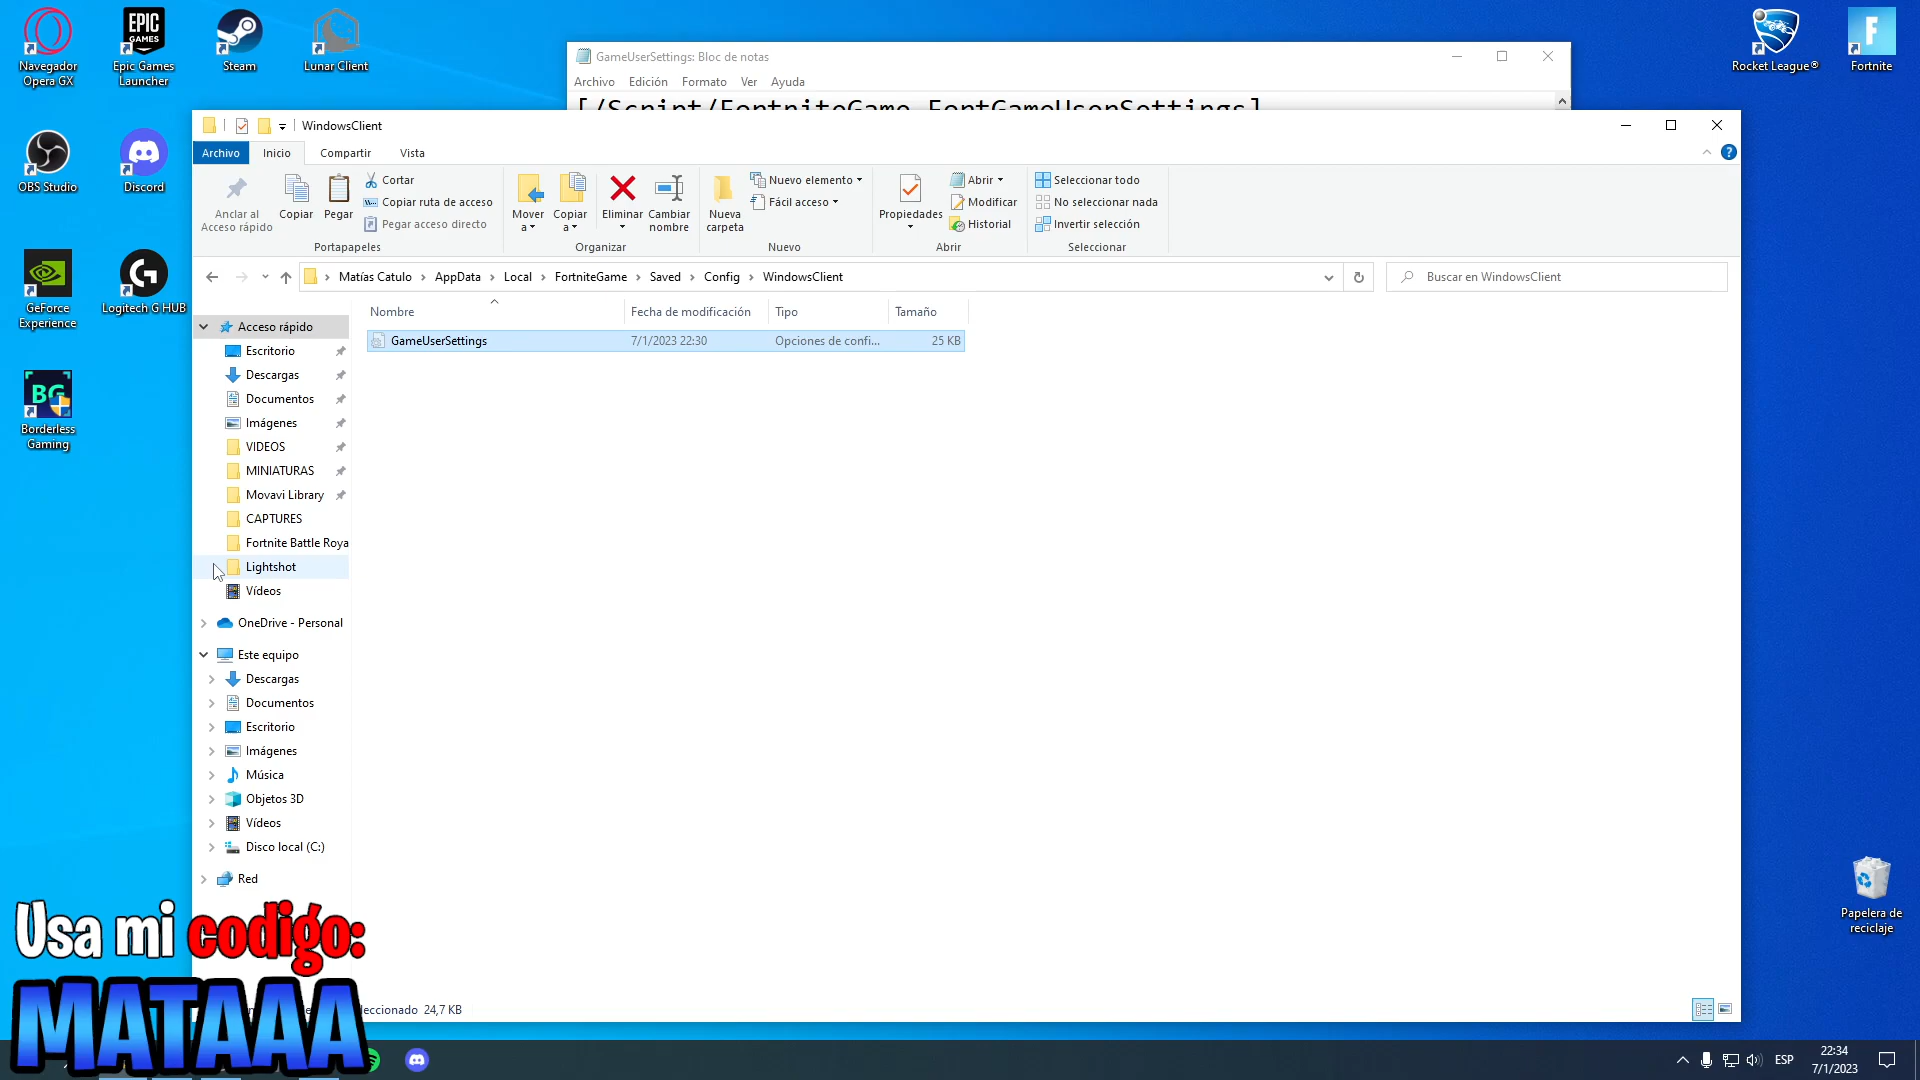 Navegador
Opera GX
Epic Games
Launcher
Steam
Lunar Client
Rocket League®
Fortnite
GameUserSettings: Bloc de notas
Archivo Edición Formato Ver Ayuda
[/Script/FortniteGame.FortGameUserSettings]
WindowsClient
Archivo Inicio Compartir Vista
Anclar al
Acceso rápido
Copiar
Pegar
Cortar
Copiar ruta de acceso
Pegar acceso directo
Portapapeles
Mover
a
Copiar
a
Eliminar
Cambiar
nombre
Organizar
Nueva
carpeta
Nuevo elemento
Fácil acceso
Nuevo
Propiedades
Abrir
Modificar
Historial
Abrir
Seleccionar todo
No seleccionar nada
Invertir selección
Seleccionar
OBS Studio
Discord
Matías Catulo > AppData > Local > FortniteGame > Saved > Config > WindowsClient
Buscar en WindowsClient
GeForce
Experience
Logitech G HUB
Borderless
Gaming
Nombre Fecha de modificación Tipo Tamaño
GameUserSettings 7/1/2023 22:30 Opciones de confi... 25 KB
Acceso rápido
Escritorio
Descargas
Documentos
Imágenes
VIDEOS
MINIATURAS
Movavi Library
CAPTURES
Fortnite Battle Roya
Lightshot
Vídeos
OneDrive - Personal
Este equipo
Descargas
Documentos
Escritorio
Imágenes
Música
Objetos 3D
Vídeos
Disco local (C:)
Red
Papelera de
reciclaje
Usa mi codigo:
MATAAA
eccionado 24,7 KB
ESP
22:34
7/1/2023